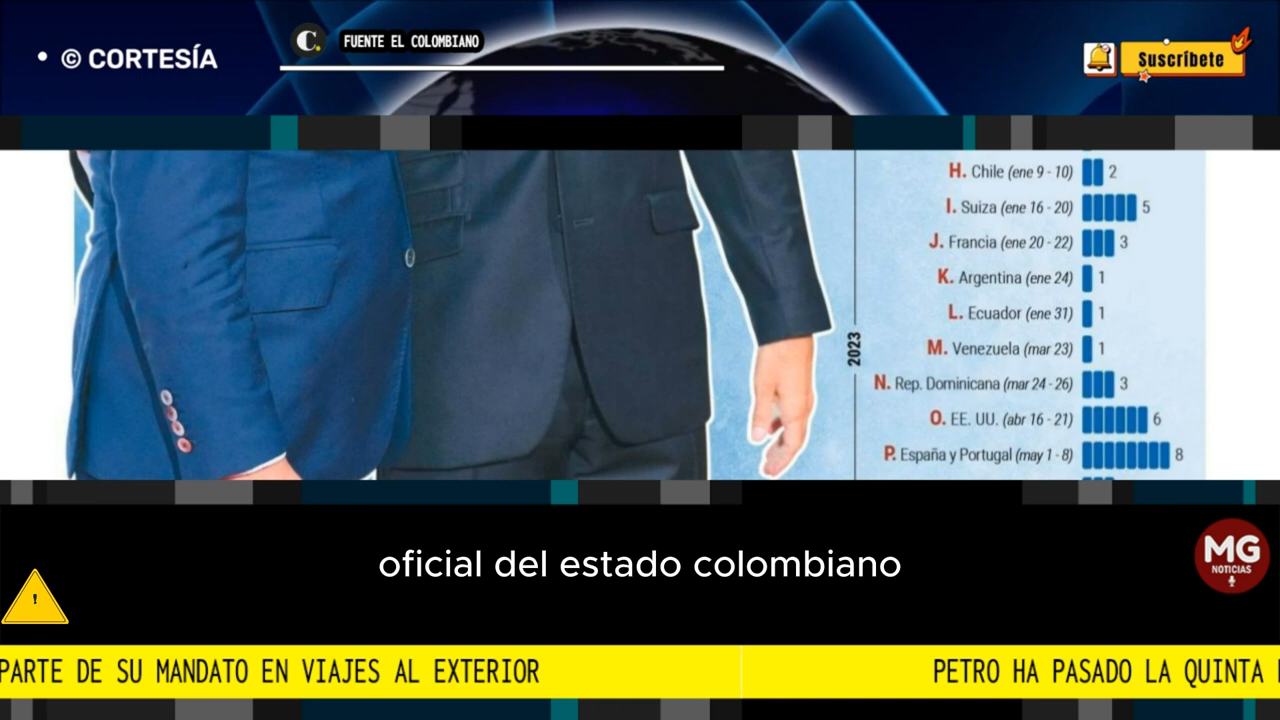 • © CORTESÍA
C.
FUENTE EL COLOMBIANO
Suscríbete
2023
H. Chile (ene 9 - 10) 2
I. Suiza (ene 16 - 20) 5
J. Francia (ene 20 - 22) 3
K. Argentina (ene 24) 1
L. Ecuador (ene 31) 1
M. Venezuela (mar 23) 1
N. Rep. Dominicana (mar 24 - 26) 3
O. EE. UU. (abr 16 - 21) 6
P. España y Portugal (may 1 - 8) 8
oficial del estado colombiano
MG
NOTICIAS
!
PARTE DE SU MANDATO EN VIAJES AL EXTERIOR
PETRO HA PASADO LA QUINTA